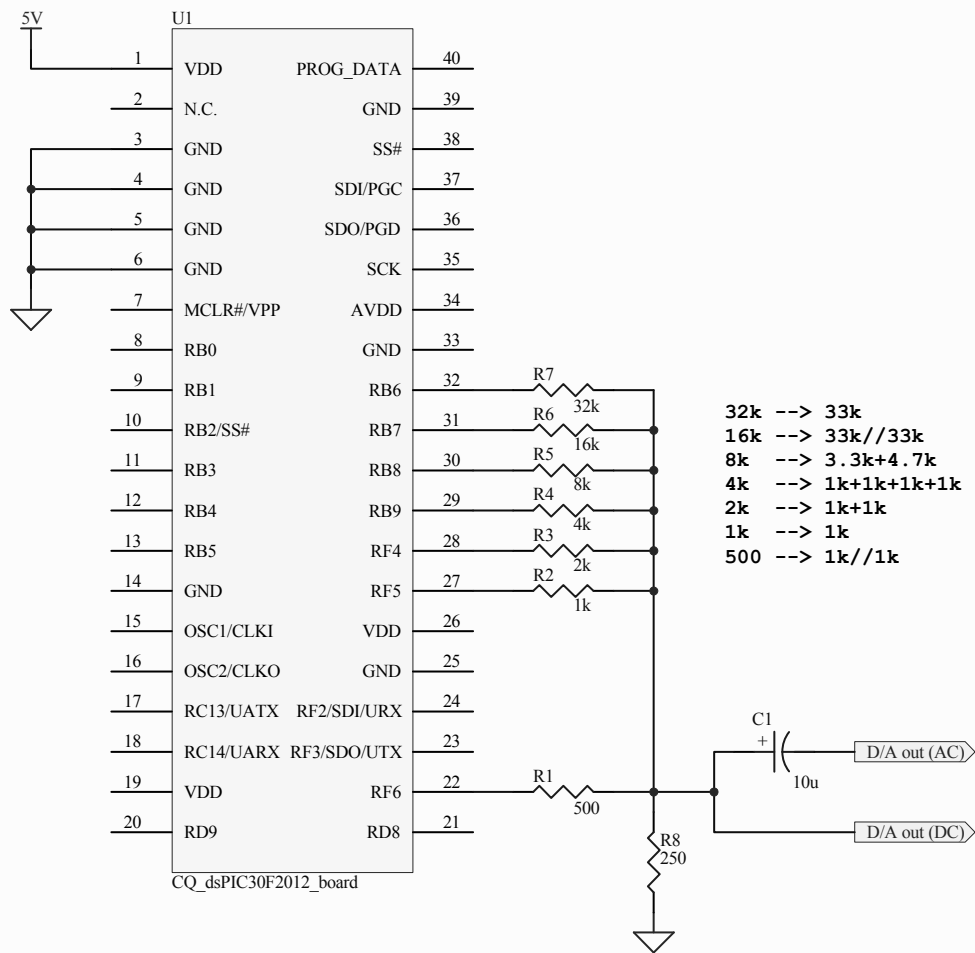 5V
U1
1 VDD PROG_DATA 40
2 N.C. GND 39
3 GND SS# 38
4 GND SDI/PGC 37
5 GND SDO/PGD 36
6 GND SCK 35
7 MCLR#/VPP AVDD 34
8 RB0 GND 33
9 RB1 RB6 32
R7
32k
10 RB2/SS# RB7 31
R6
16k
11 RB3 RB8 30
R5
8k
12 RB4 RB9 29
R4
4k
13 RB5 RF4 28
R3
2k
14 GND RF5 27
R2
1k
15 OSC1/CLKI VDD 26
16 OSC2/CLKO GND 25
17 RC13/UATX RF2/SDI/URX 24
18 RC14/UARX RF3/SDO/UTX 23
19 VDD RF6 22
R1
500
20 RD9 RD8 21
CQ_dsPIC30F2012_board
32k --> 33k
16k --> 33k//33k
8k --> 3.3k+4.7k
4k --> 1k+1k+1k+1k
2k --> 1k+1k
1k --> 1k
500 --> 1k//1k
C1
+
10u
D/A out (AC)
D/A out (DC)
R8
250